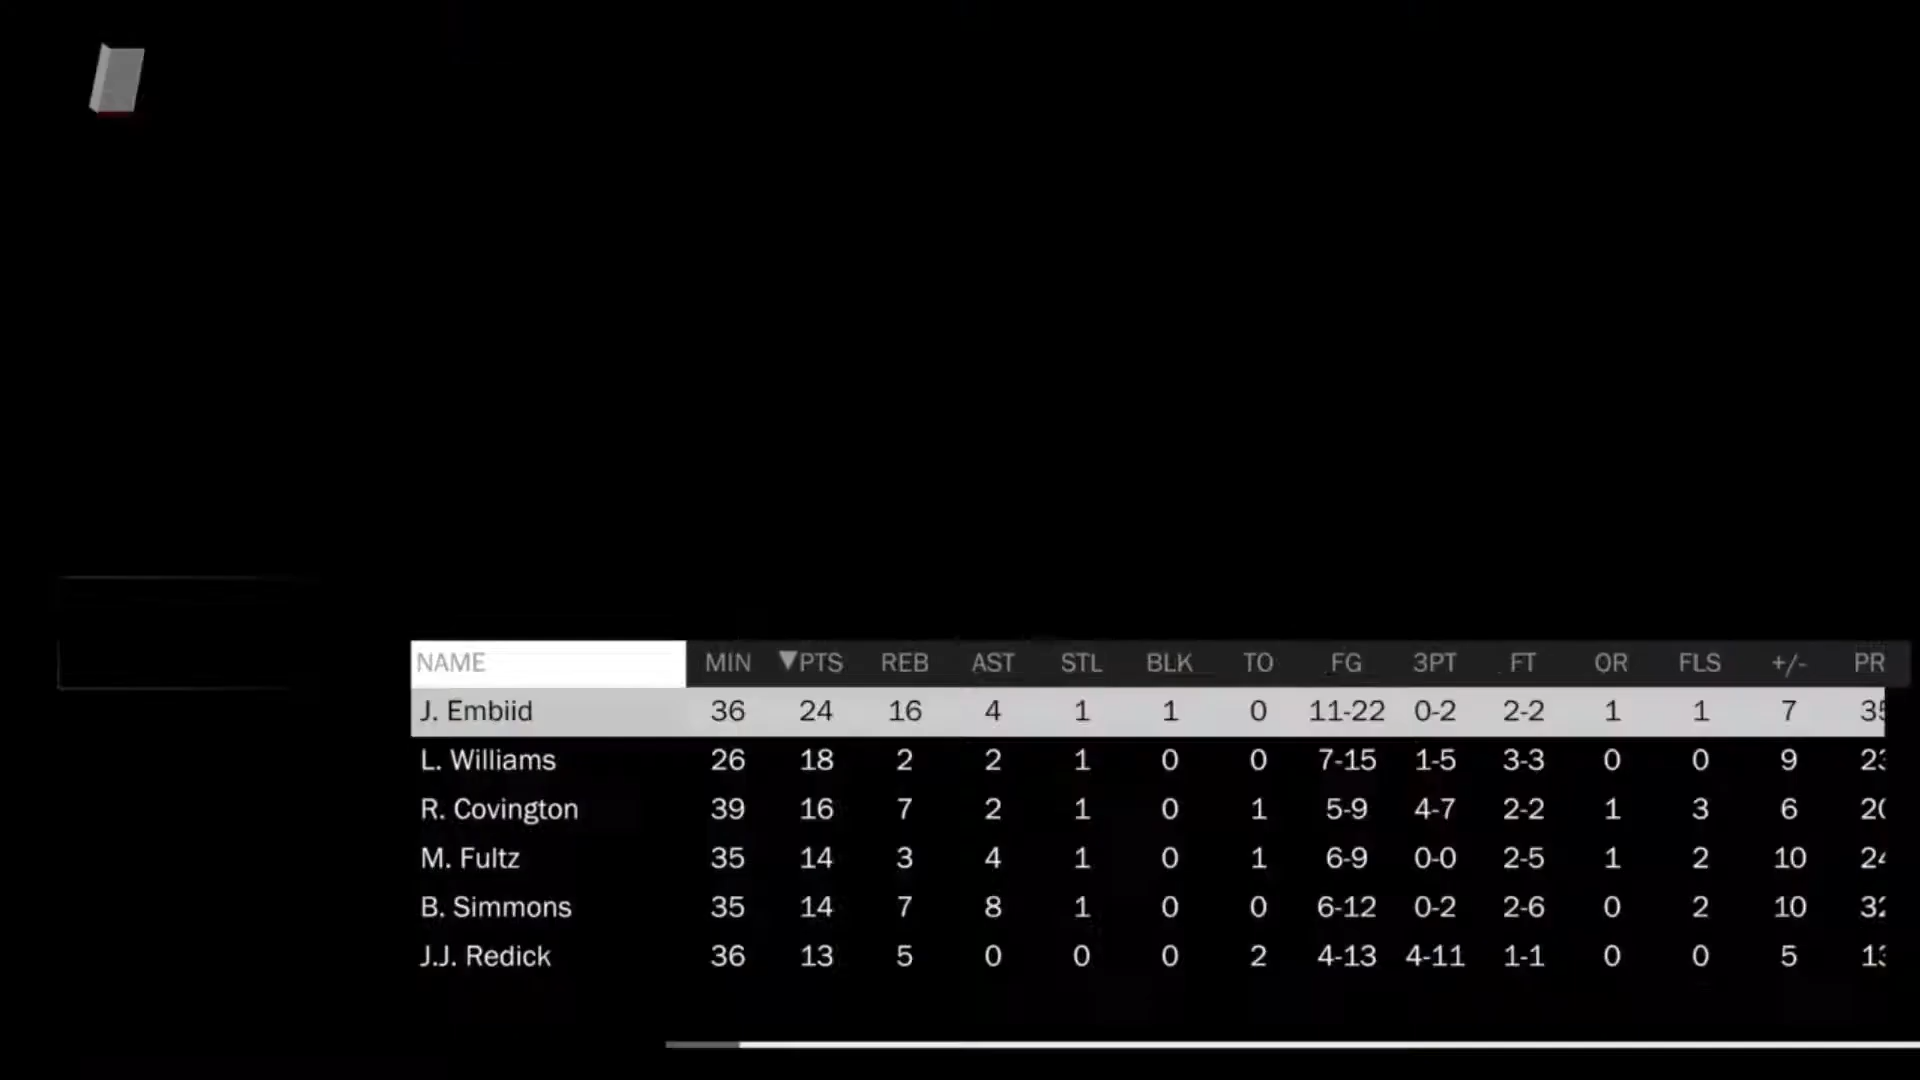 NAME MIN ▼PTS REB AST STL BLK TO FG 3PT FT OR FLS +/- PR
J. Embiid 36 24 16 4 1 1 0 11-22 0-2 2-2 1 1 7
L. Williams 26 18 2 2 1 0 0 7-15 1-5 3-3 0 0 9
R. Covington 39 16 7 2 1 0 1 5-9 4-7 2-2 1 3 6
M. Fultz 35 14 3 4 1 0 1 6-9 0-0 2-5 1 2 10
B. Simmons 35 14 7 8 1 0 0 6-12 0-2 2-6 0 2 10
J.J. Redick 36 13 5 0 0 0 2 4-13 4-11 1-1 0 0 5